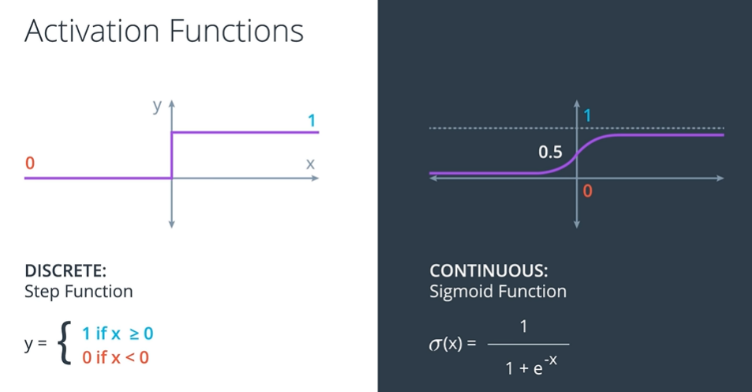 Activation Functions
y
1
0
x
DISCRETE:
Step Function
y = { 1 if x ≥ 0
0 if x < 0
1
0.5
0
CONTINUOUS:
Sigmoid Function
σ(x) = 1
1 + e^-x